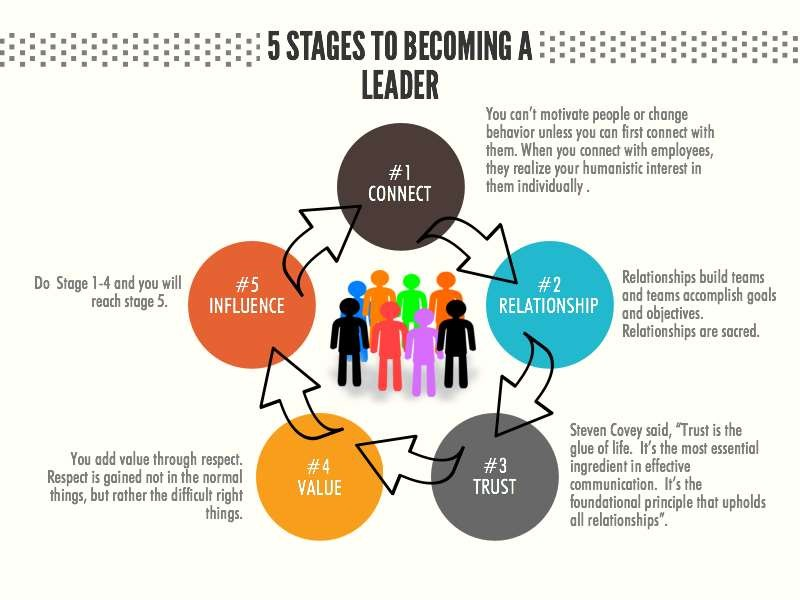 5 STAGES TO BECOMING A
LEADER
#1
CONNECT
You can't motivate people or change
behavior unless you can first connect with
them. When you connect with employees,
they realize your humanistic interest in
them individually .
#2
RELATIONSHIP
Relationships build teams
and teams accomplish goals
and objectives.
Relationships are sacred.
#3
TRUST
Steven Covey said, “Trust is the
glue of life. It's the most essential
ingredient in effective
communication. It's the
foundational principle that upholds
all relationships”.
#4
VALUE
You add value through respect.
Respect is gained not in the normal
things, but rather the difficult right
things.
#5
INFLUENCE
Do Stage 1-4 and you will
reach stage 5.